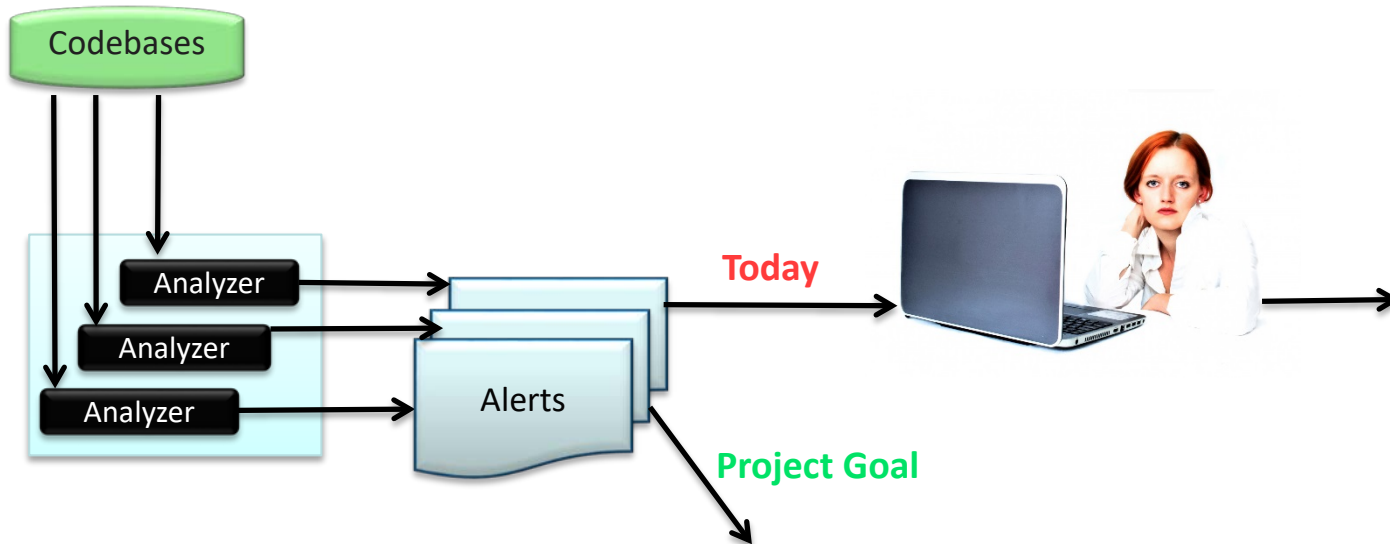 Codebases
Analyzer
Analyzer
Analyzer
Alerts
Today
Project Goal